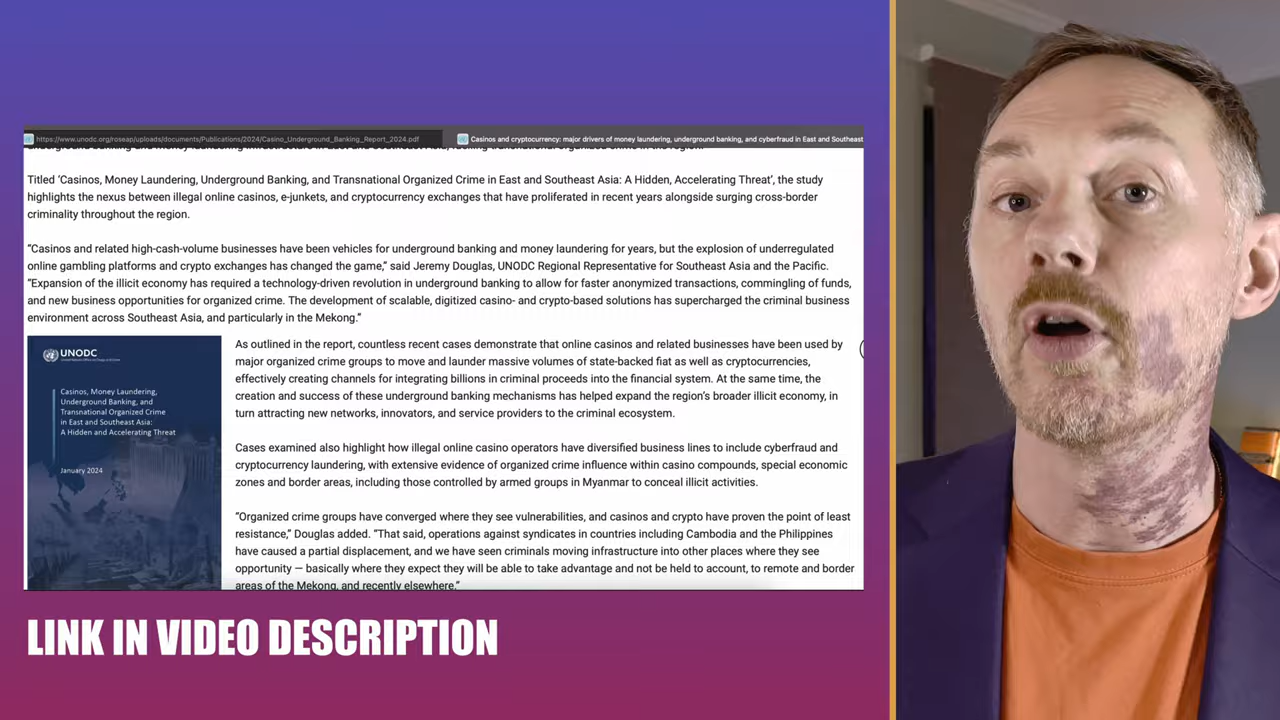 https://www.unodc.org/roseap/uploads/documents/Publications/2024/Casino_Underground_Banking_Report_2024.pdf
Casinos and cryptocurrency: major drivers of money laundering, underground banking, and cyberfraud in East and Southeast
underground banking and money laundering infrastructure in East and Southeast Asia, fueling transnational organized crime in the region.
Titled ‘Casinos, Money Laundering, Underground Banking, and Transnational Organized Crime in East and Southeast Asia: A Hidden, Accelerating Threat’, the study
highlights the nexus between illegal online casinos, e-junkets, and cryptocurrency exchanges that have proliferated in recent years alongside surging cross-border
criminality throughout the region.
“Casinos and related high-cash-volume businesses have been vehicles for underground banking and money laundering for years, but the explosion of underregulated
online gambling platforms and crypto exchanges has changed the game,” said Jeremy Douglas, UNODC Regional Representative for Southeast Asia and the Pacific.
“Expansion of the illicit economy has required a technology-driven revolution in underground banking to allow for faster anonymized transactions, commingling of funds,
and new business opportunities for organized crime. The development of scalable, digitized casino- and crypto-based solutions has supercharged the criminal business
environment across Southeast Asia, and particularly in the Mekong.”
UNODC
Casinos, Money Laundering,
Underground Banking, and
Transnational Organized Crime
in East and Southeast Asia:
A Hidden and Accelerating Threat
January 2024
As outlined in the report, countless recent cases demonstrate that online casinos and related businesses have been used by
major organized crime groups to move and launder massive volumes of state-backed fiat as well as cryptocurrencies,
effectively creating channels for integrating billions in criminal proceeds into the financial system. At the same time, the
creation and success of these underground banking mechanisms has helped expand the region’s broader illicit economy, in
turn attracting new networks, innovators, and service providers to the criminal ecosystem.
Cases examined also highlight how illegal online casino operators have diversified business lines to include cyberfraud and
cryptocurrency laundering, with extensive evidence of organized crime influence within casino compounds, special economic
zones and border areas, including those controlled by armed groups in Myanmar to conceal illicit activities.
“Organized crime groups have converged where they see vulnerabilities, and casinos and crypto have proven the point of least
resistance,” Douglas added. “That said, operations against syndicates in countries including Cambodia and the Philippines
have caused a partial displacement, and we have seen criminals moving infrastructure into other places where they see
opportunity — basically where they expect they will be able to take advantage and not be held to account, to remote and border
areas of the Mekong, and recently elsewhere.”
LINK IN VIDEO DESCRIPTION